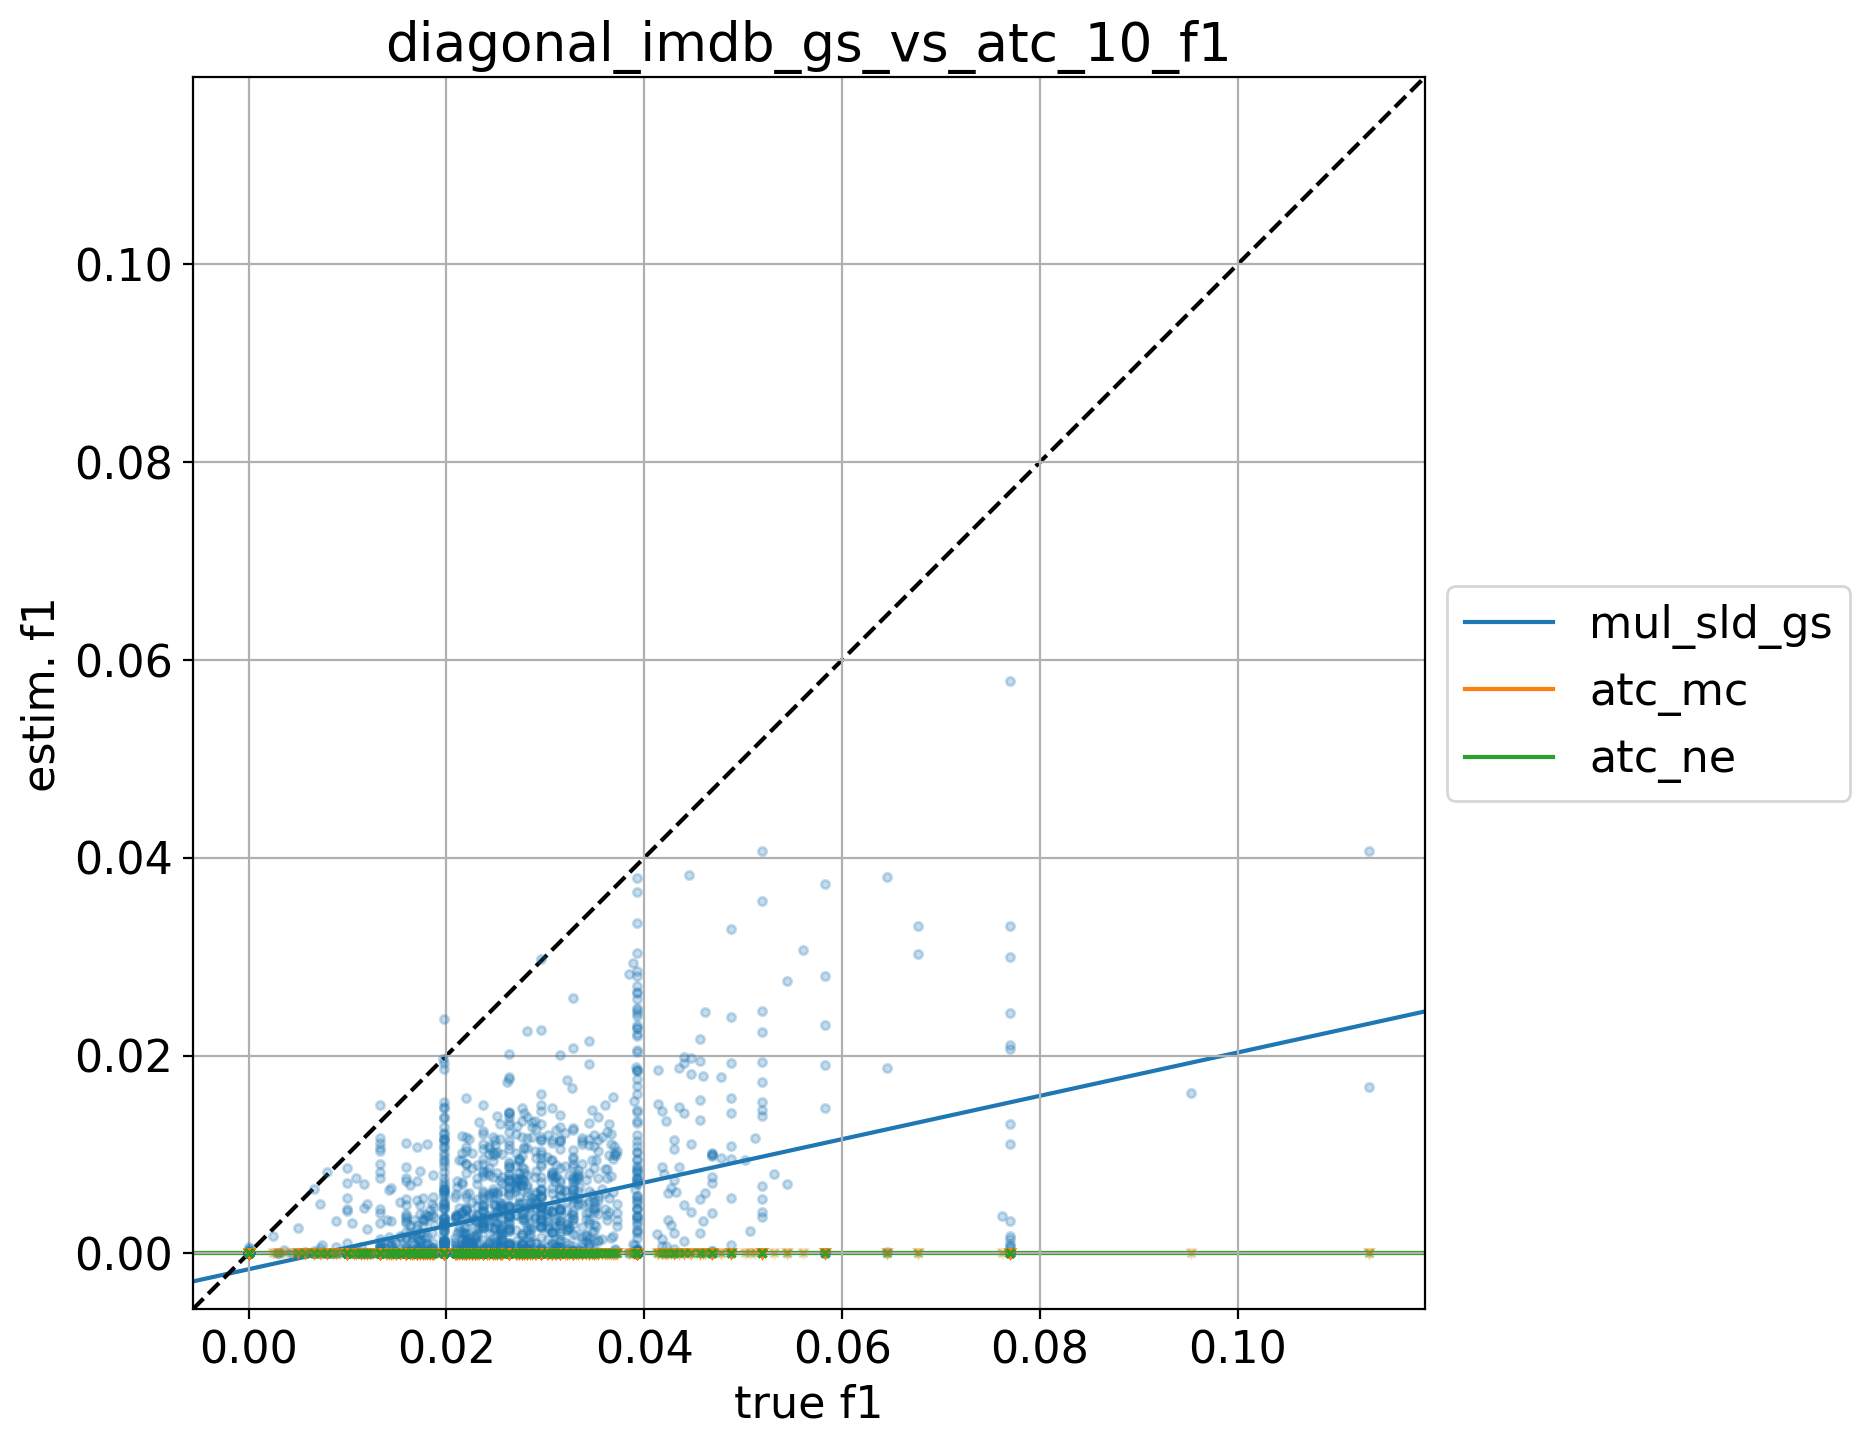 diagonal_imdb_gs_vs_atc_10_f1
0.10
0.08
0.06
0.04
0.02
0.00
estim. f1
0.00 0.02 0.04 0.06 0.08 0.10
true f1
mul_sld_gs
atc_mc
atc_ne